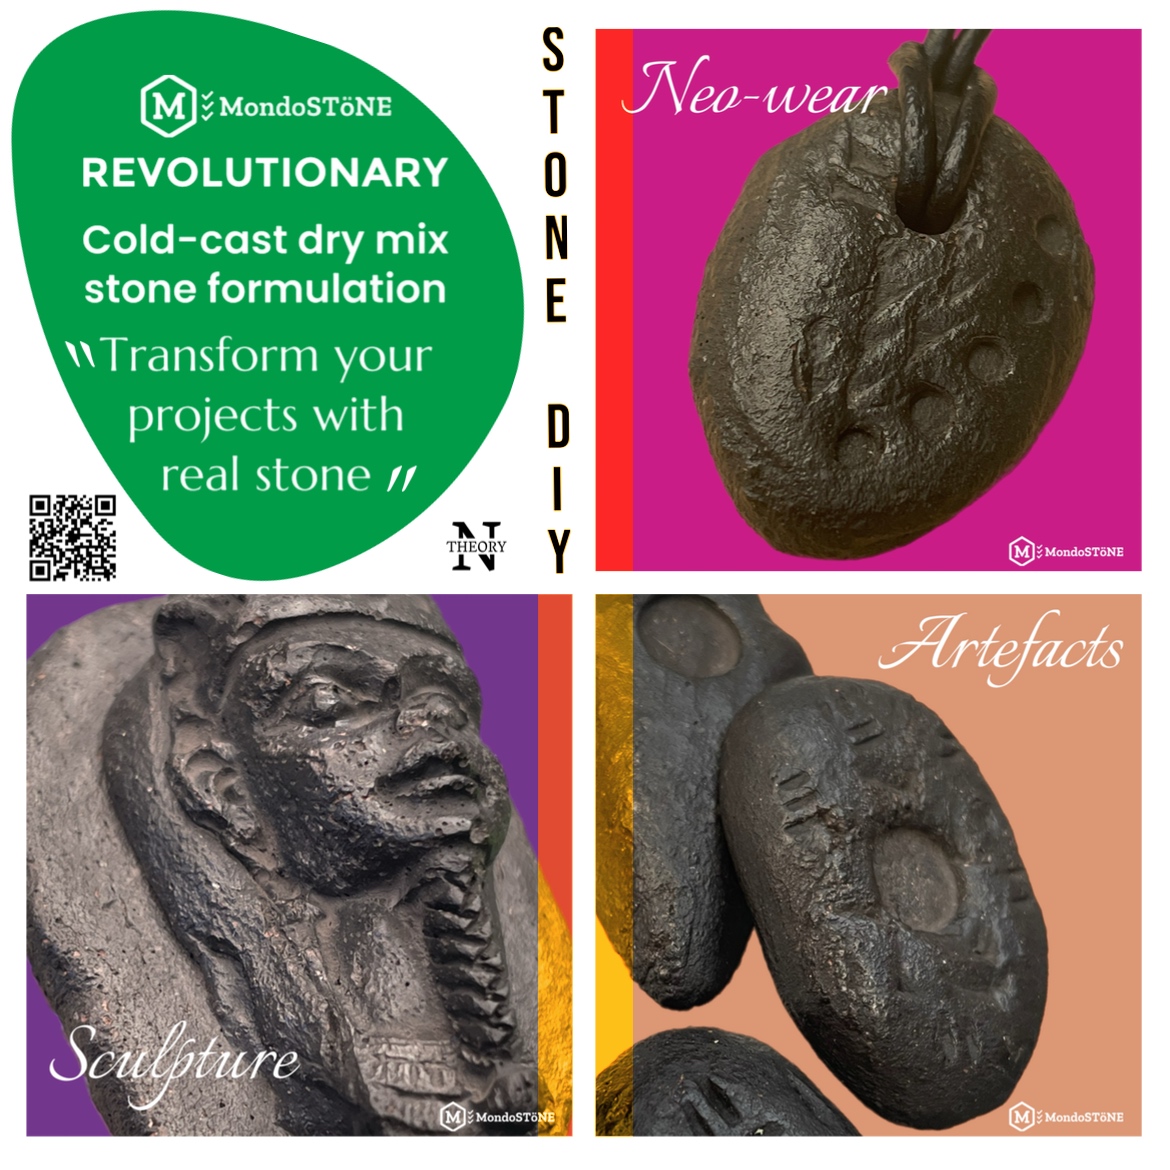 MondoSTöNE
REVOLUTIONARY
Cold-cast dry mix
stone formulation
"Transform your
projects with
real stone"
N
THEORY
STONE DIY
Neo-wear
M MondoSTöNE
Sculpture
M MondoSTöNE
Artefacts
M MondoSTöNE